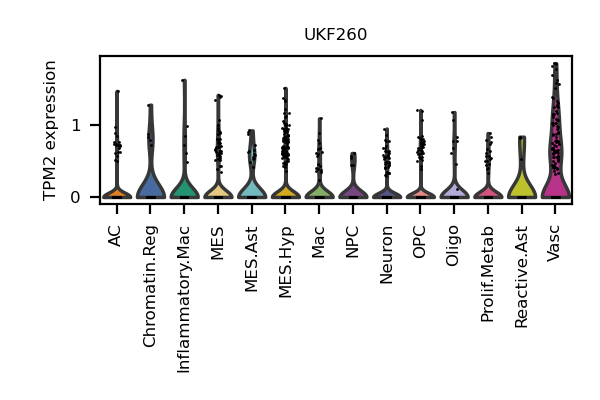 UKF260
TPM2 expression
1
0
AC
Chromatin.Reg
Inflammatory.Mac
MES
MES.Ast
MES.Hyp
Mac
NPC
Neuron
OPC
Oligo
Prolif.Metab
Reactive.Ast
Vasc